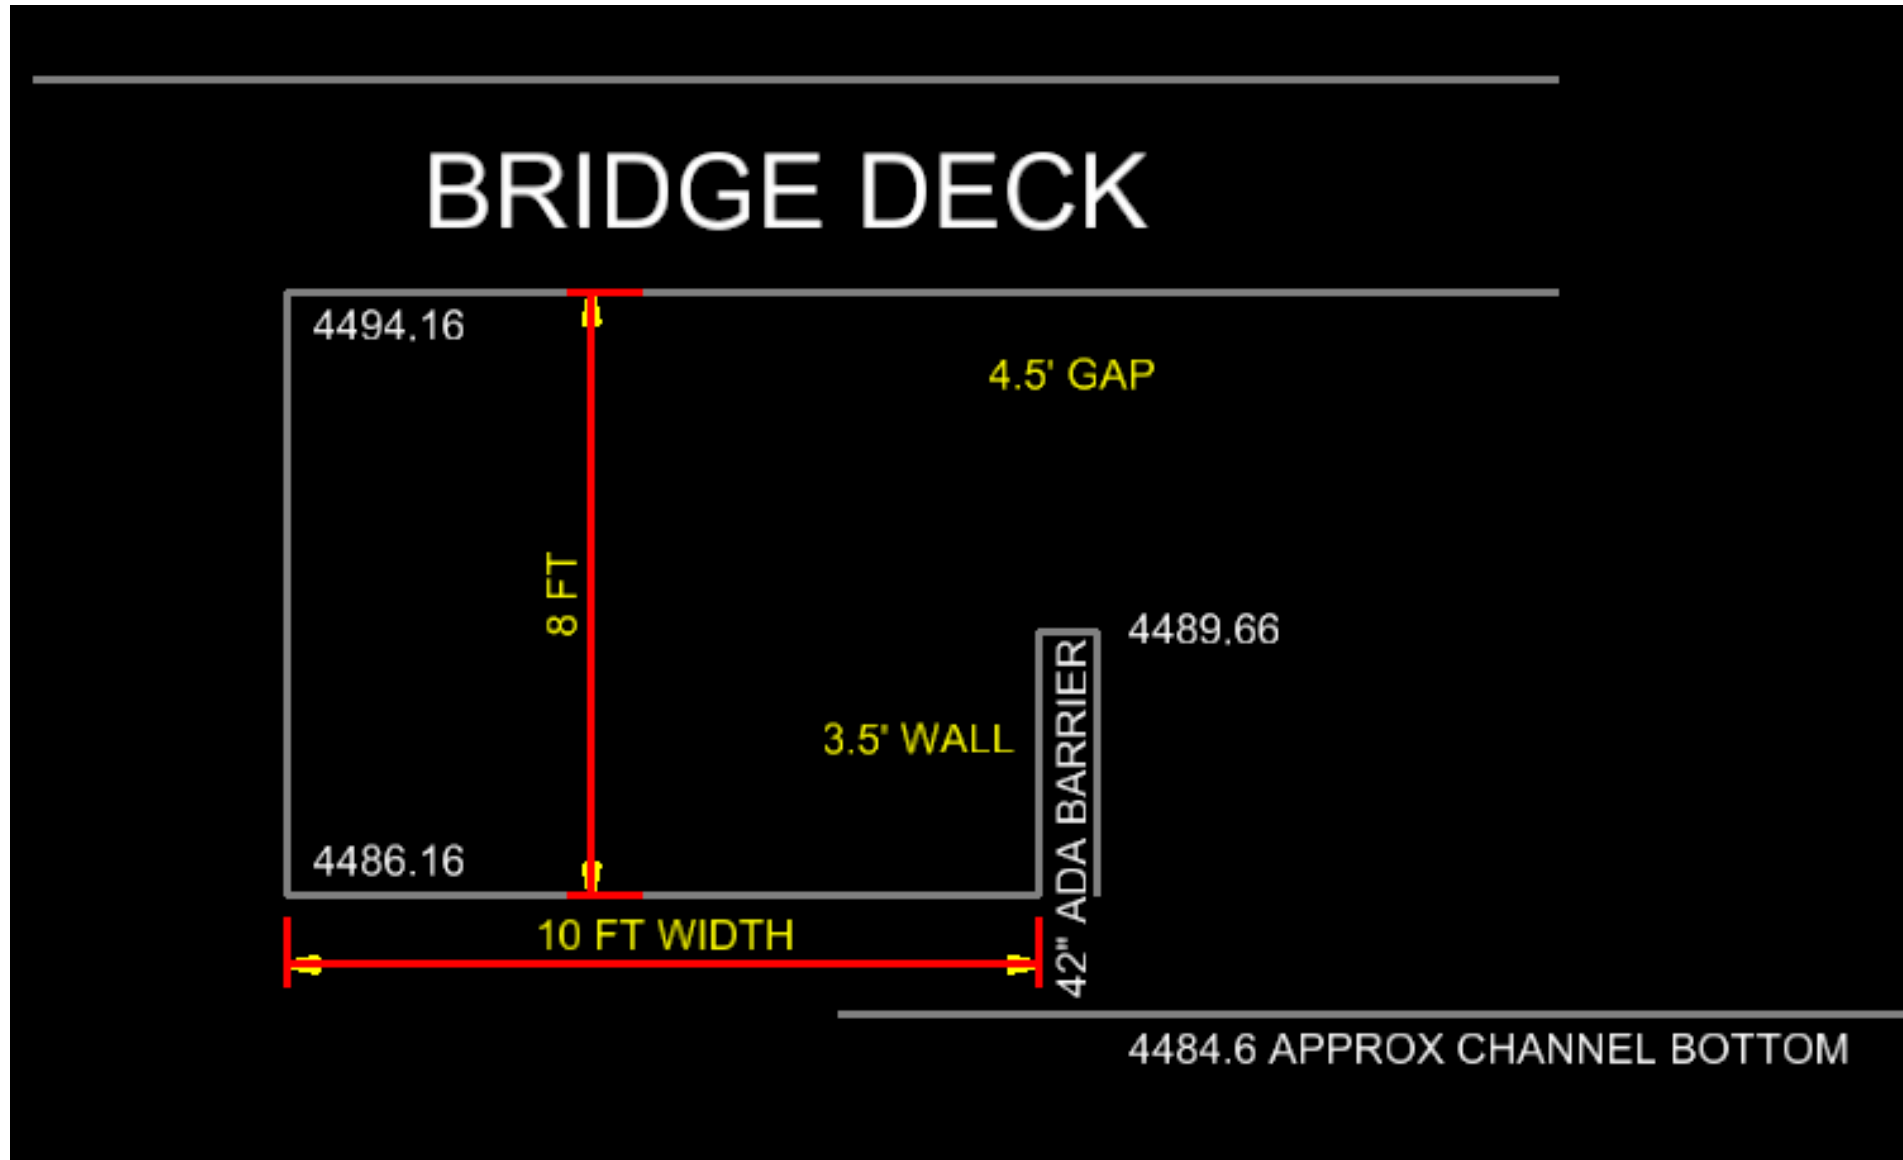 BRIDGE DECK
4494.16
4.5' GAP
8 FT
4489.66
3.5' WALL
42" ADA BARRIER
4486.16
10 FT WIDTH
4484.6 APPROX CHANNEL BOTTOM